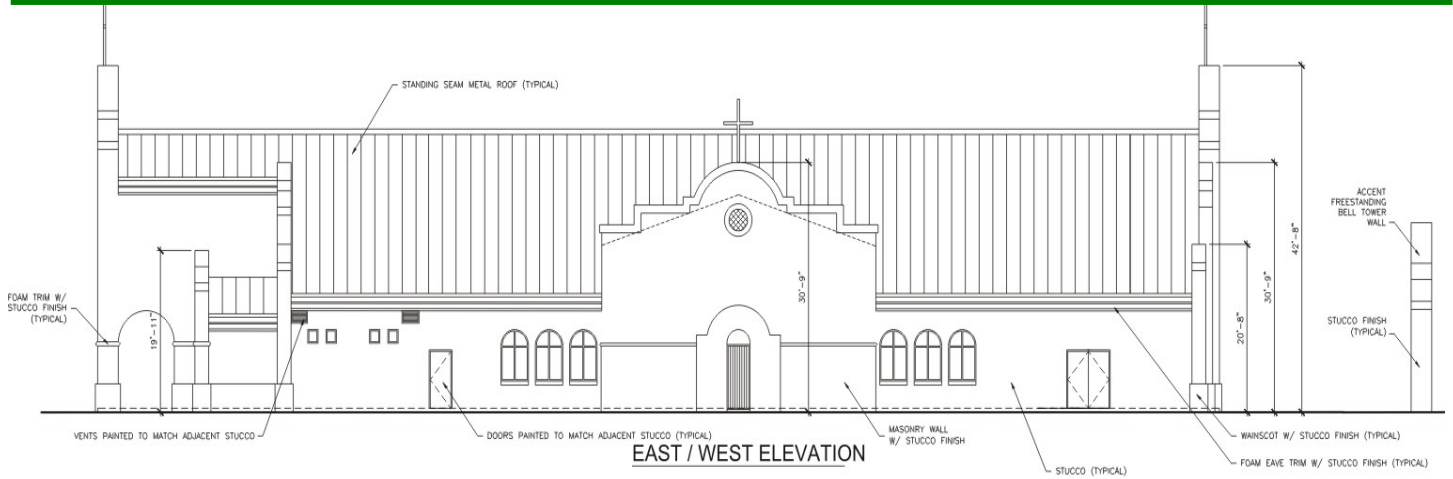 STANDING SEAM METAL ROOF (TYPICAL)
FOAM TRIM W/
STUCCO FINISH
(TYPICAL)
19'-11"
30'-9"
20'-8"
30'-9"
42'-8"
ACCENT
FREESTANDING
BELL TOWER
WALL
STUCCO FINISH
(TYPICAL)
VENTS PAINTED TO MATCH ADJACENT STUCCO
DOORS PAINTED TO MATCH ADJACENT STUCCO (TYPICAL)
MASONRY WALL
W/ STUCCO FINISH
WAINSCOT W/ STUCCO FINISH (TYPICAL)
FOAM EAVE TRIM W/ STUCCO FINISH (TYPICAL)
STUCCO (TYPICAL)
EAST / WEST ELEVATION